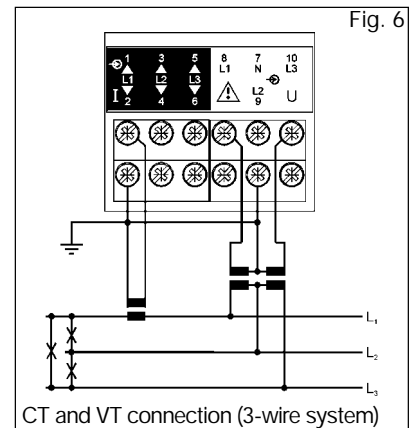 Fig. 6
1 3 5 8 7 10
L1 N L3
L1 L2 L3
I L2 U
2 4 6 9
L1
L2
L3
CT and VT connection (3-wire system)